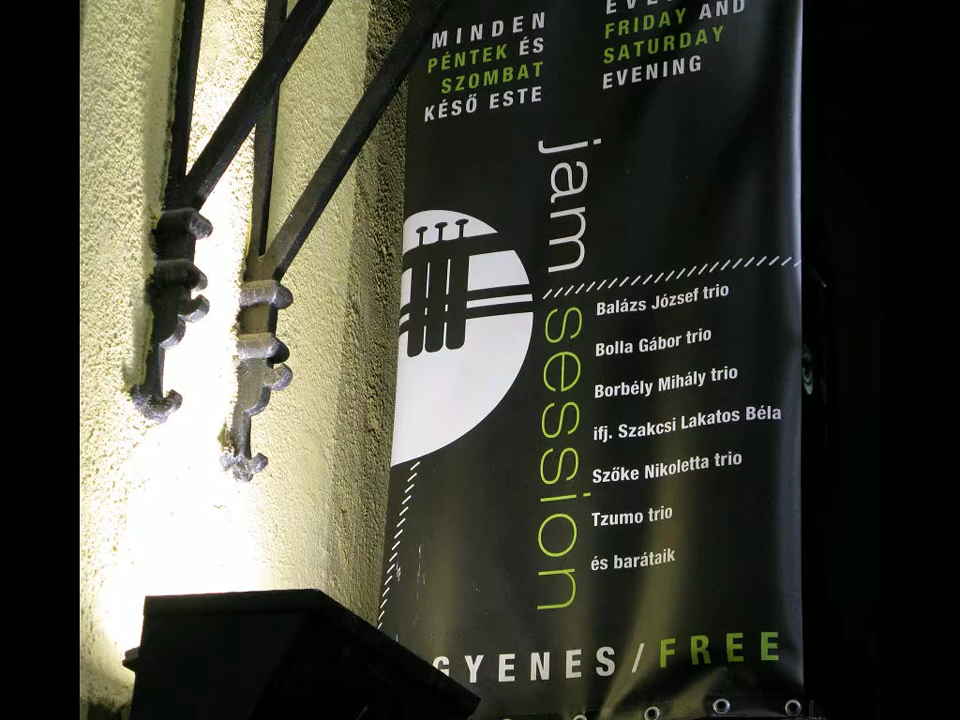 MINDEN
PÉNTEK ÉS
SZOMBAT
KÉSŐ ESTE
FRIDAY AND
SATURDAY
EVENING
jam session
Balázs József trio
Bolla Gábor trio
Borbély Mihály trio
ifj. Szakcsi Lakatos Béla
Szőke Nikoletta trio
Tzumo trio
és barátaik
GYENES/FREE